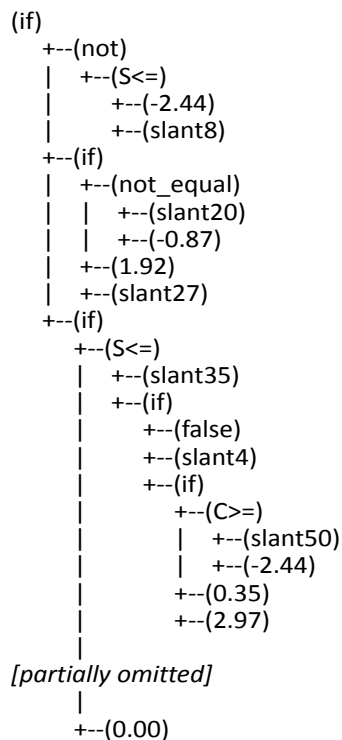 (if)
+--(not)
| +--(S<=)
+--(-2.44)
| +--(slant8)
+--(if)
| +--(not_equal)
| | +--(slant20)
| | +--(-0.87)
| +--(1.92)
| +--(slant27)
+--(if)
+--(S<=)
| +--(slant35)
| +--(if)
| +--(false)
| +--(slant4)
| +--(if)
| +--(C>=)
| | +--(slant50)
| | +--(-2.44)
| +--(0.35)
| +--(2.97)
|
[partially omitted]
|
+--(0.00)